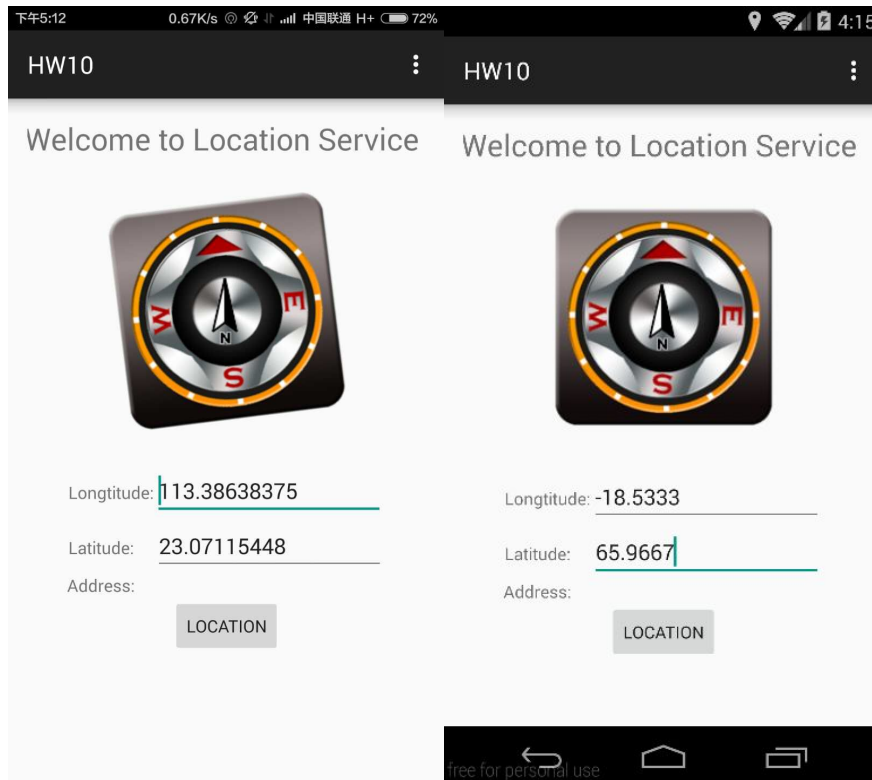 下午5:12 0.67K/s 中国联通 H+ 72%
HW10
Welcome to Location Service
E
W
N
S
Longtitude: 113.38638375
Latitude: 23.07115448
Address:
LOCATION
4:15
HW10
Welcome to Location Service
E
W
N
S
Longtitude: -18.5333
Latitude: 65.9667
Address:
LOCATION
free for personal use